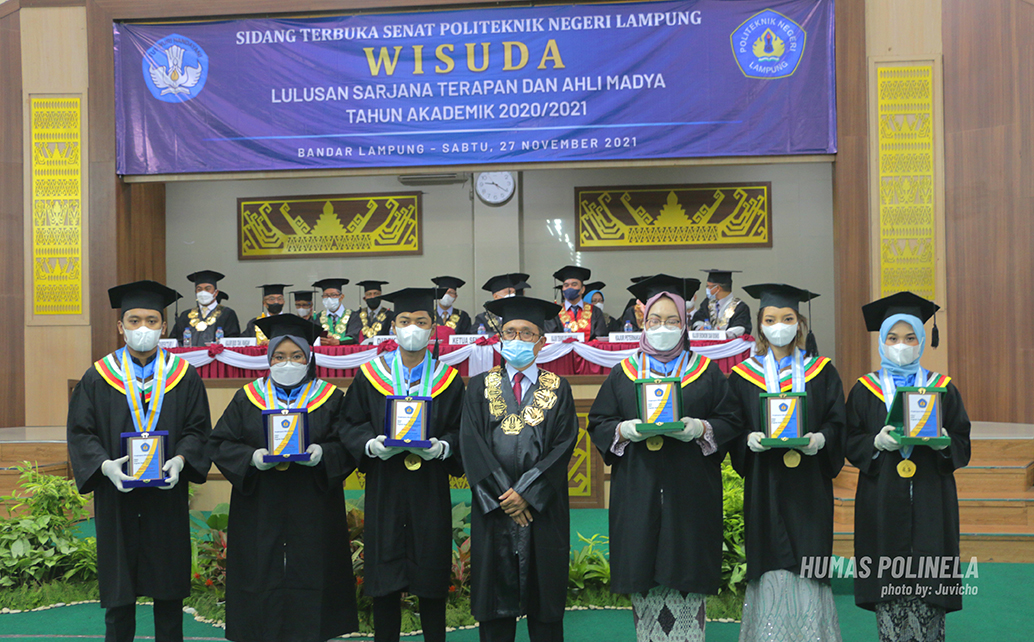 SIDANG TERBUKA SENAT POLITEKNIK NEGERI LAMPUNG
WISUDA
LULUSAN SARJANA TERAPAN DAN AHLI MADYA
TAHUN AKADEMIK 2020/2021
BANDAR LAMPUNG – SABTU, 27 NOVEMBER 2021
POLITEKNIK NEGERI
LAMPUNG
KETUA
HUMAS POLINELA
photo by: Juvicho